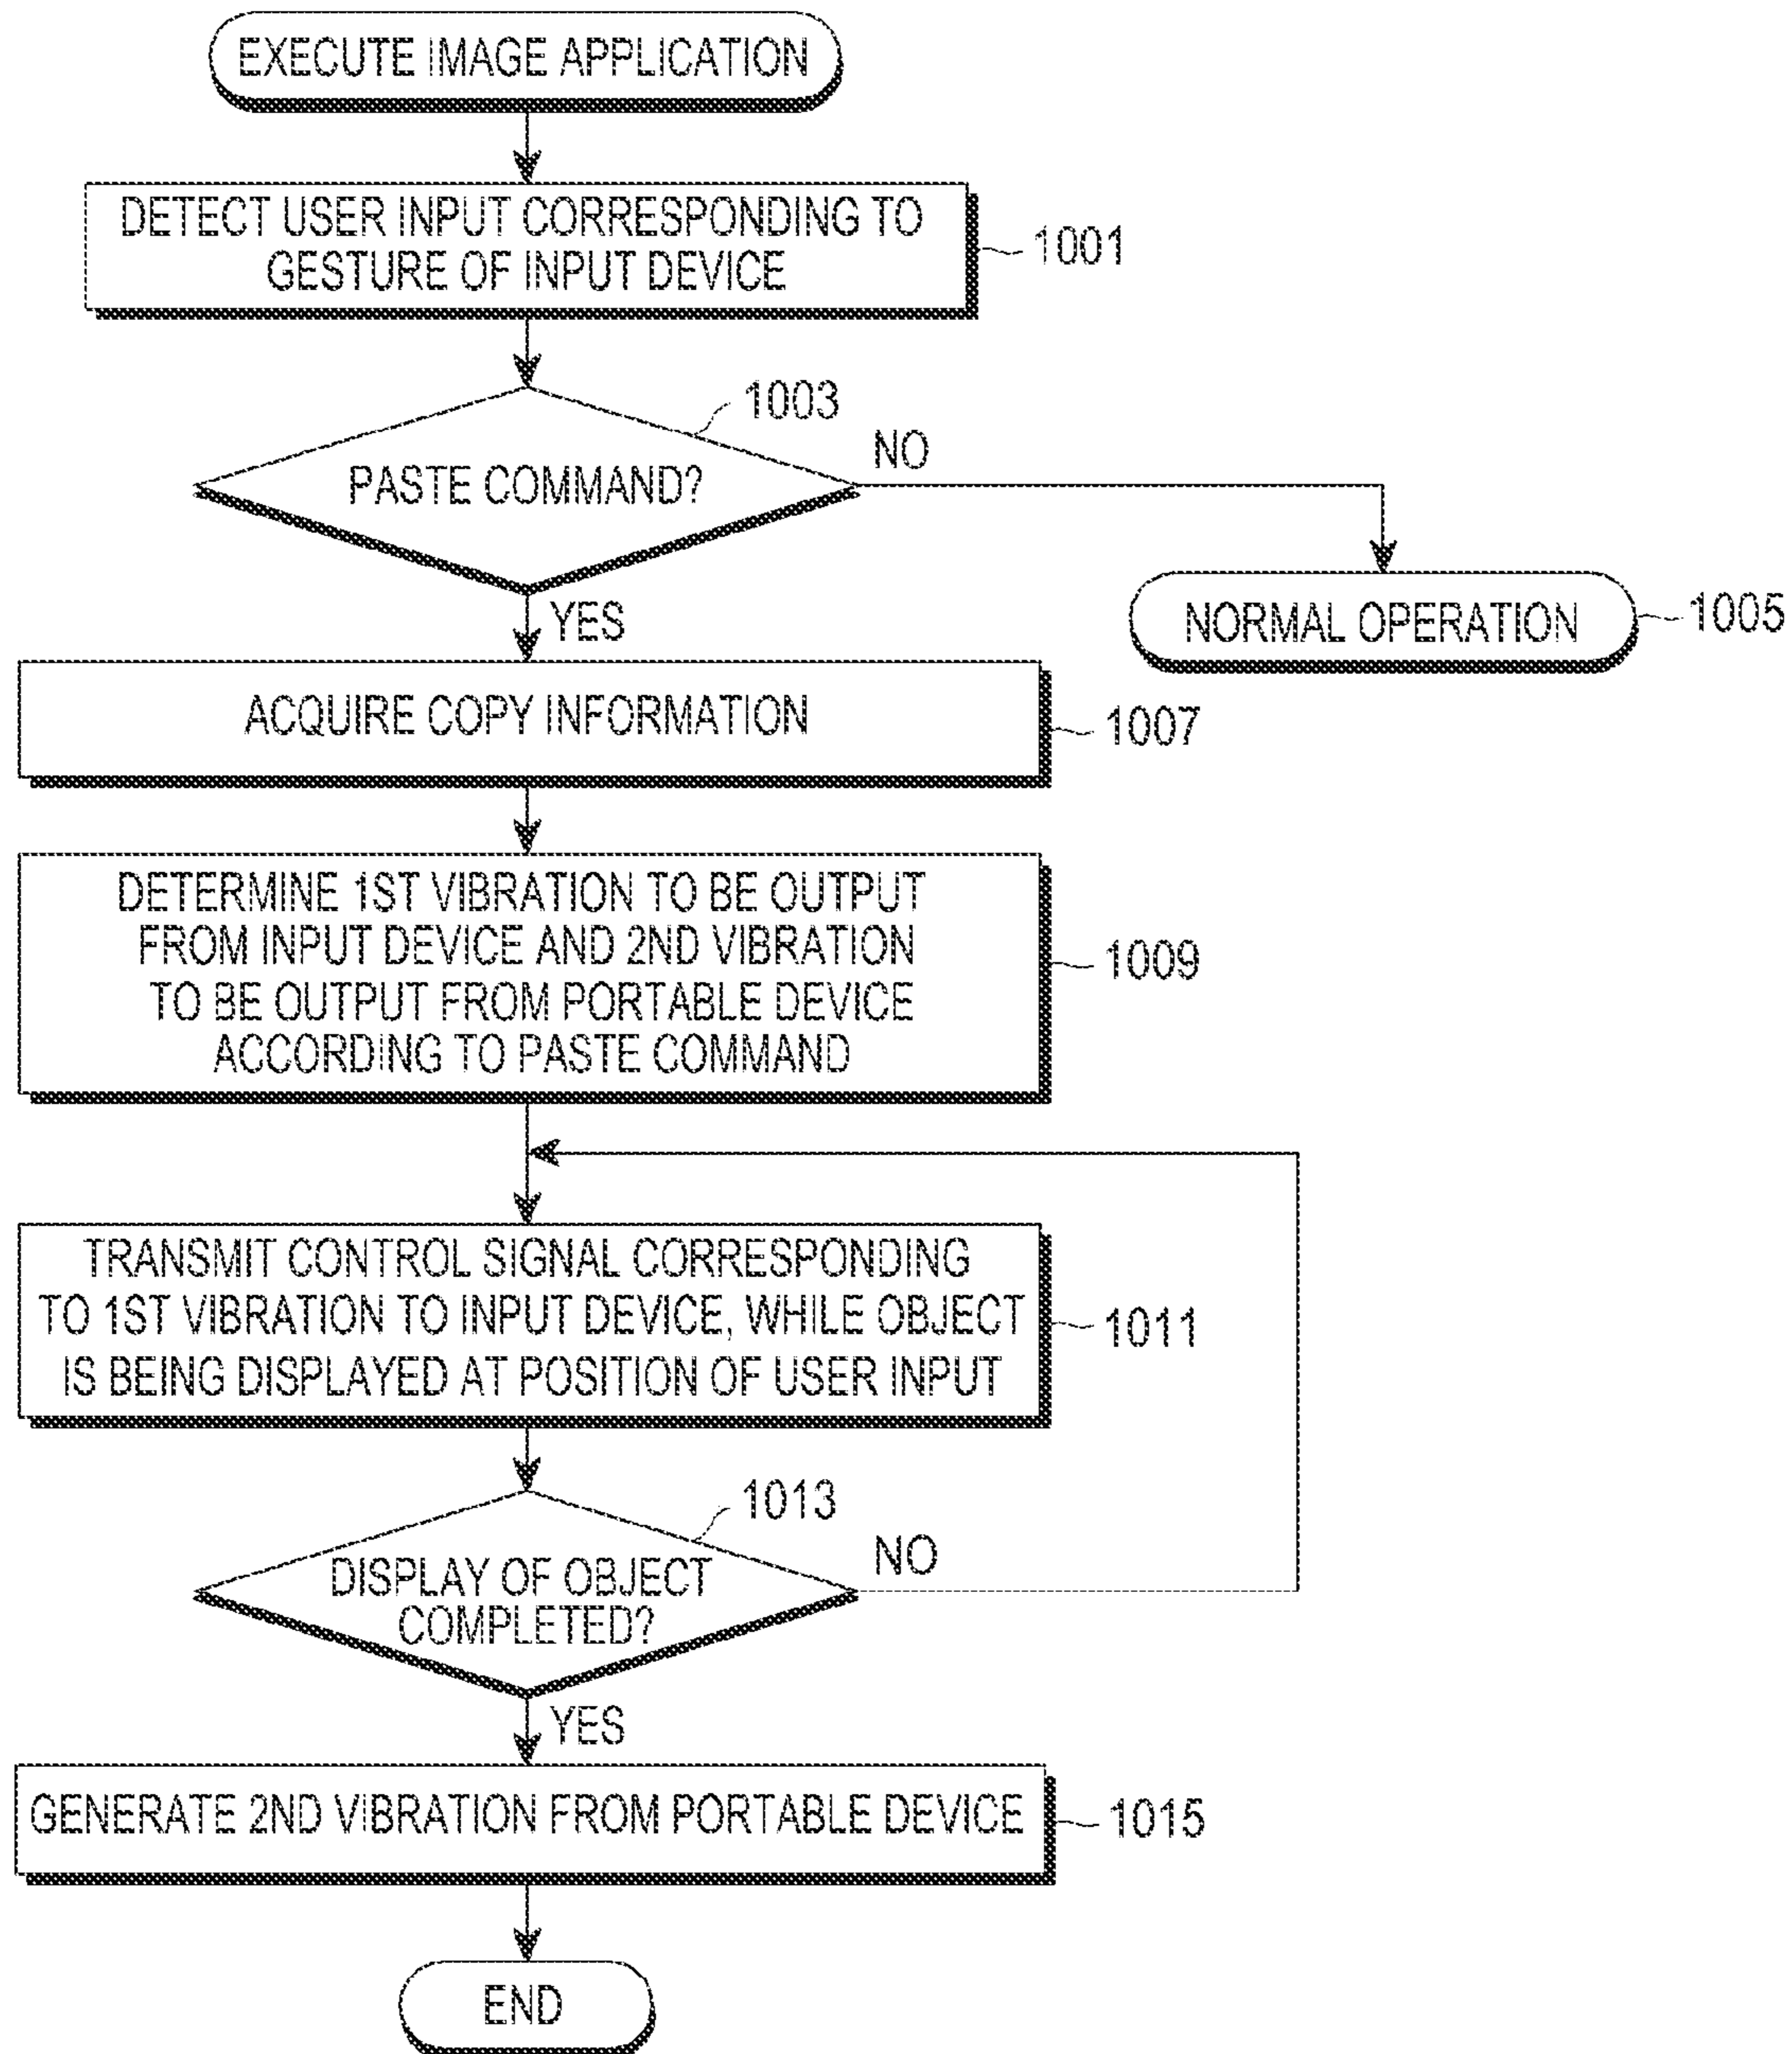 EXECUTE IMAGE APPLICATION
DETECT USER INPUT CORRESPONDING TO
GESTURE OF INPUT DEVICE
1001
1003
PASTE COMMAND?
NO
YES
NORMAL OPERATION
1005
ACQUIRE COPY INFORMATION
1007
DETERMINE 1ST VIBRATION TO BE OUTPUT
FROM INPUT DEVICE AND 2ND VIBRATION
TO BE OUTPUT FROM PORTABLE DEVICE
ACCORDING TO PASTE COMMAND
1009
TRANSMIT CONTROL SIGNAL CORRESPONDING
TO 1ST VIBRATION TO INPUT DEVICE, WHILE OBJECT
IS BEING DISPLAYED AT POSITION OF USER INPUT
1011
1013
DISPLAY OF OBJECT
COMPLETED?
NO
YES
GENERATE 2ND VIBRATION FROM PORTABLE DEVICE
1015
END